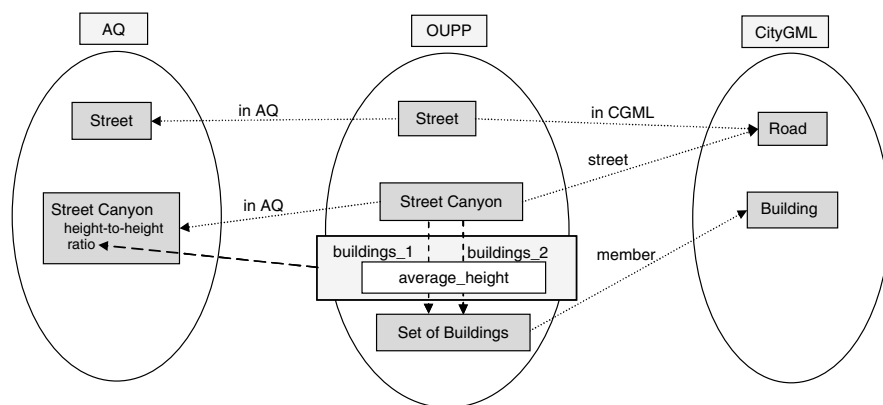 AQ
OUPP
CityGML
in AQ
in CGML
Street
Street
Road
street
in AQ
Street Canyon
height-to-height
ratio
Street Canyon
Building
buildings_1
buildings_2
member
average_height
Set of Buildings